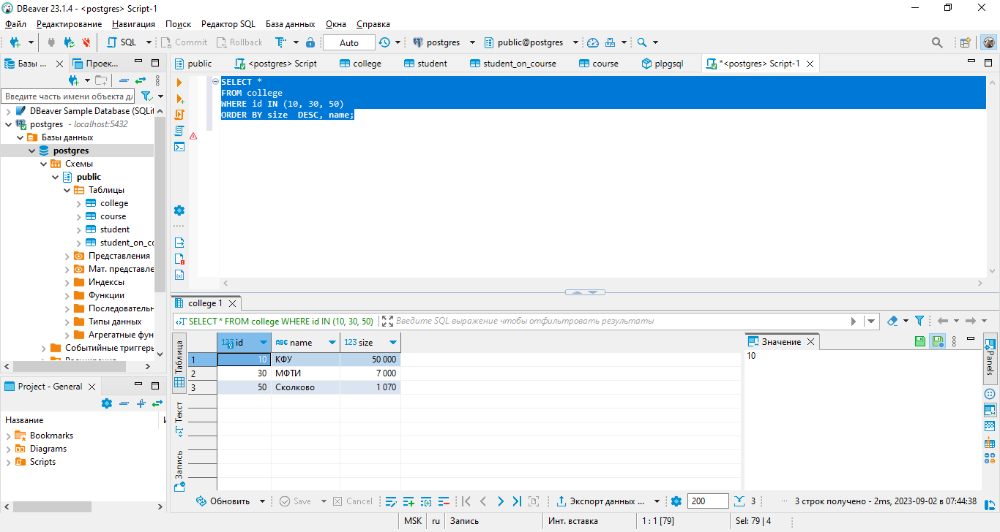 DBeaver 23.1.4 - <postgres> Script-1
Файл Редактирование Навигация Поиск Редактор SQL База данных Окна Справка
SQL Commit Rollback Auto postgres public@postgres
Базы ... Проек...
public <postgres> Script college student student_on_course course plpgsql *<postgres> Script-1
Введите часть имени объекта дл
DBeaver Sample Database (SQLit
postgres - localhost:5432
Базы данных
postgres
Схемы
public
Таблицы
college
course
student
student_on_co
Представления
Мат. представле
Индексы
Функции
Последовательн
Типы данных
Агрегатные фун
Событийные триггеры
SELECT *
FROM college
WHERE id IN (10, 30, 50)
ORDER BY size  DESC, name;
Project - General
Название
Bookmarks
Diagrams
Scripts
college 1
SELECT * FROM college WHERE id IN (10, 30, 50) Введите SQL выражение чтобы отфильтровать результаты
Таблица
Текст
Запись
123 id ABC name 123 size
1 10 КФУ 50 000
2 30 МФТИ 7 000
3 50 Сколково 1 070
Значение
10
Panels
Обновить Save Cancel Экспорт данных ... 200 3 3 строк получено - 2ms, 2023-09-02 в 07:44:38
MSK ru Запись Инт. вставка 1 : 1 [79] Sel: 79 | 4